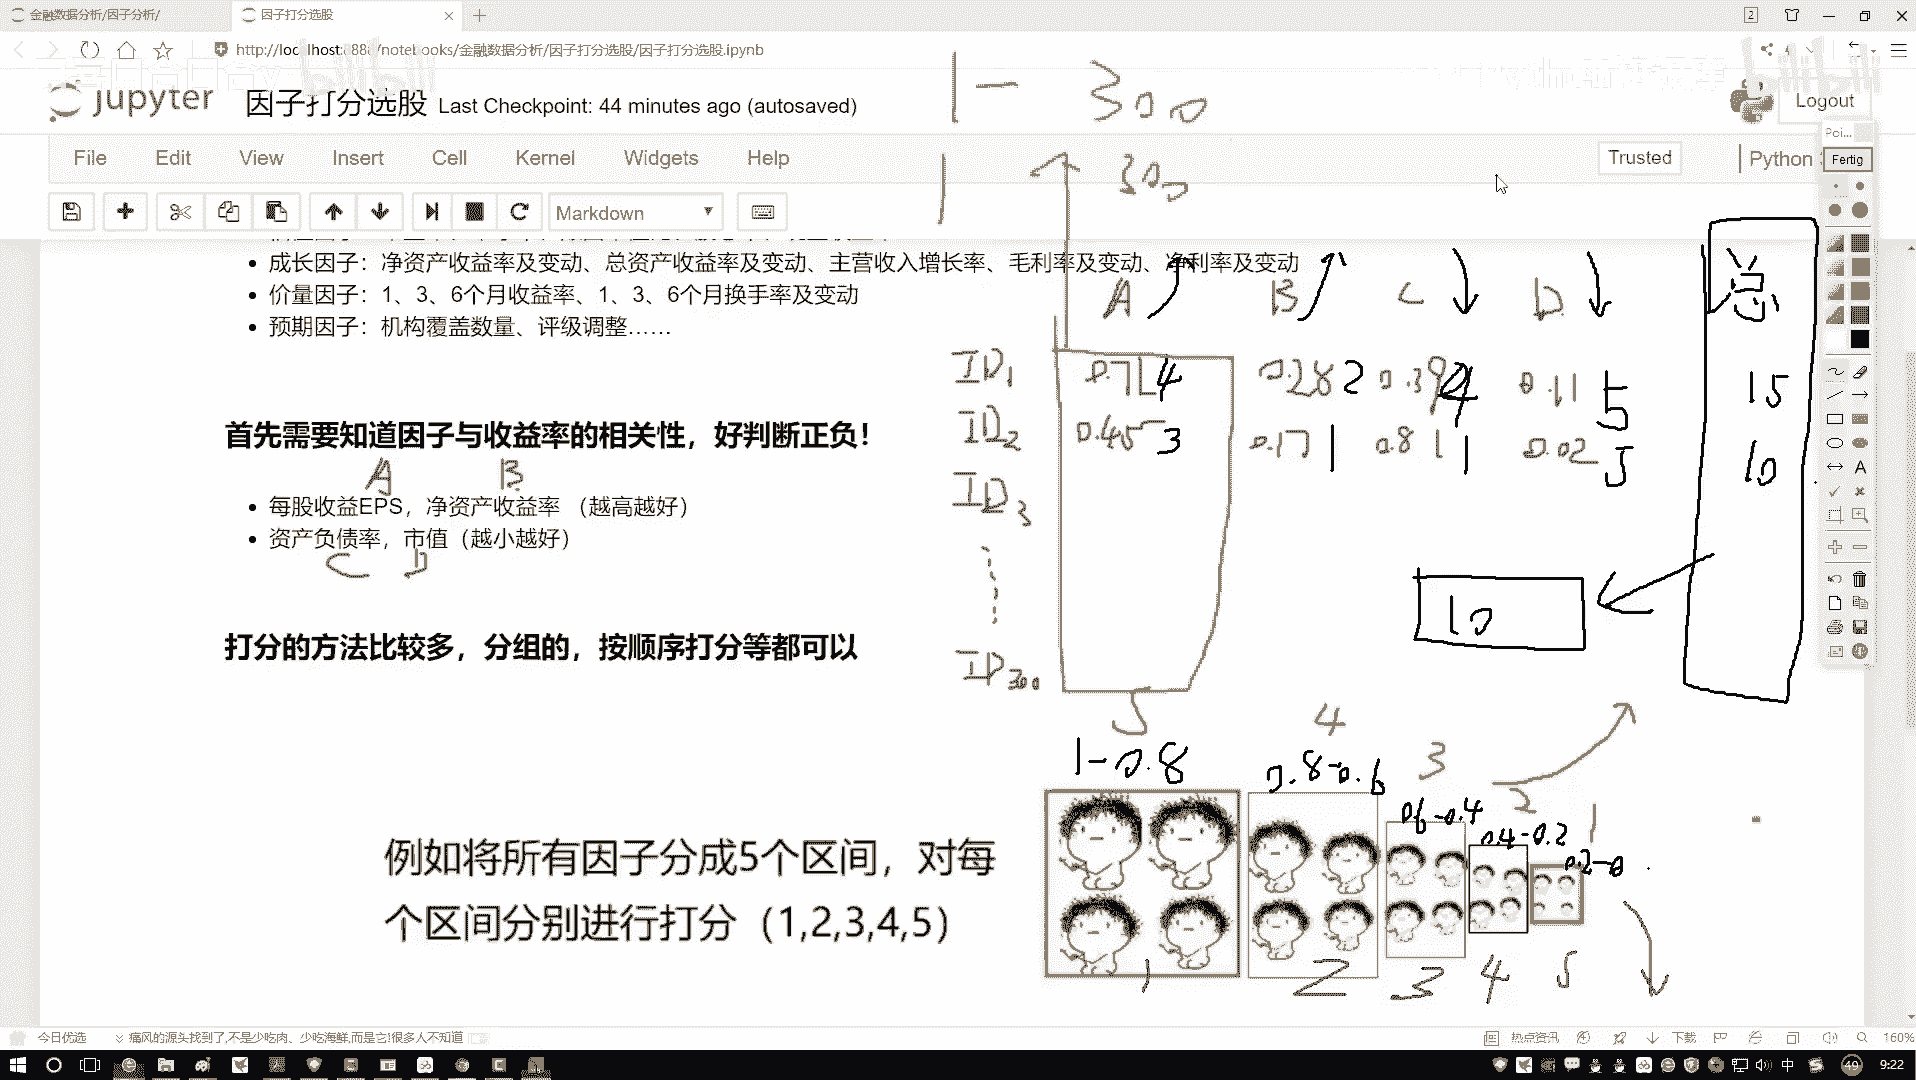 金融数据分析/因子分析/
因子打分选股
http://localhost:8888/notebooks/金融数据分析/因子打分选股/因子打分选股.ipynb
bilibili
bilibili
jupyter
因子打分选股 Last Checkpoint: 44 minutes ago (autosaved)
Logout
1 - 300
File Edit View Insert Cell Kernel Widgets Help
Trusted
Python
Poi...
Fertig
1 300
Markdown
成长因子：净资产收益率及变动、总资产收益率及变动、主营收入增长率、毛利率及变动、净利率及变动
价量因子：1、3、6个月收益率、1、3、6个月换手率及变动
预期因子：机构覆盖数量、评级调整……
A B C D 总
ID1 0.71 4 0.28 2 0.39 4 0.11 5 15
ID2 0.45 3 0.17 1 0.81 1 0.02 5 10
ID3
ID300
首先需要知道因子与收益率的相关性，好判断正负！
A B
每股收益EPS，净资产收益率 （越高越好）
资产负债率，市值（越小越好）
C D
10
打分的方法比较多，分组的，按顺序打分等都可以
5 4 3 2 1
1-0.8 0.8-0.6 0.6-0.4 0.4-0.2 0.2-0
例如将所有因子分成5个区间，对每
个区间分别进行打分（1,2,3,4,5）
1 2 3 4 5
今日优选
痛风的源头找到了,不是少吃肉、少吃海鲜,而是它!很多人不知道
热点资讯
下载
160%
中
49
9:22